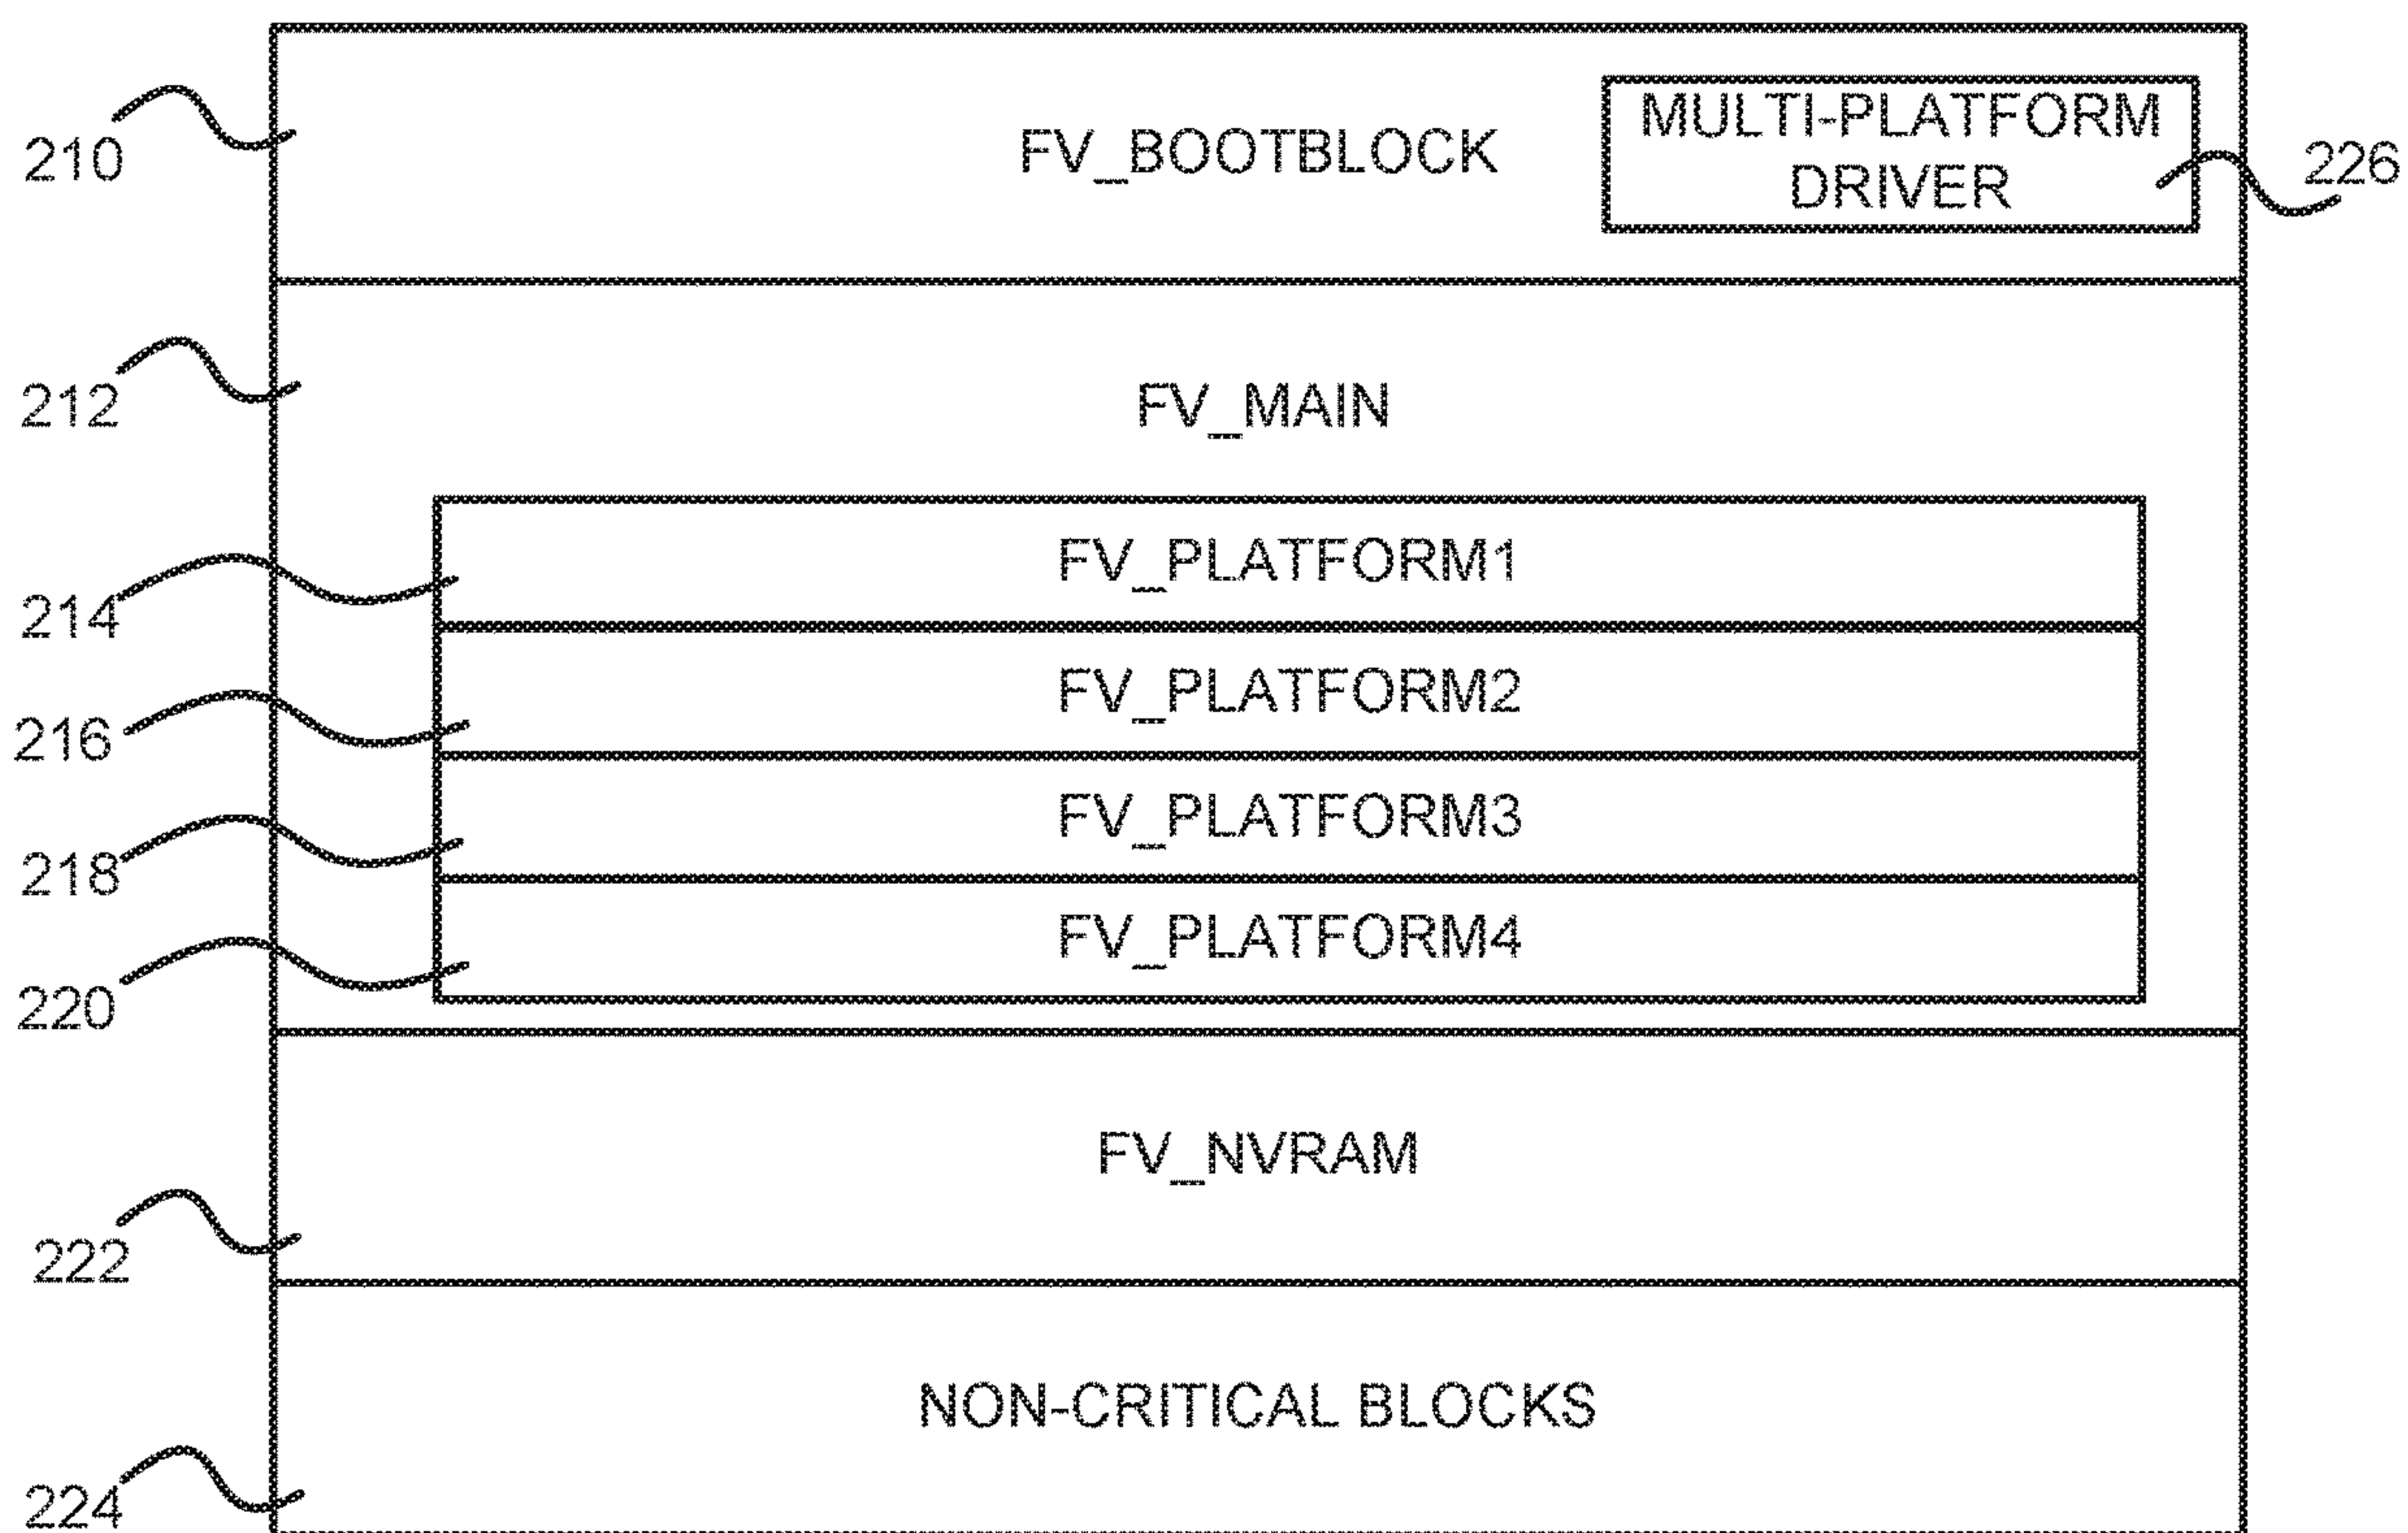 210
FV_BOOTBLOCK
MULTI-PLATFORM
DRIVER
226
212
FV_MAIN
214
FV_PLATFORM1
216
FV_PLATFORM2
218
FV_PLATFORM3
220
FV_PLATFORM4
222
FV_NVRAM
224
NON-CRITICAL BLOCKS